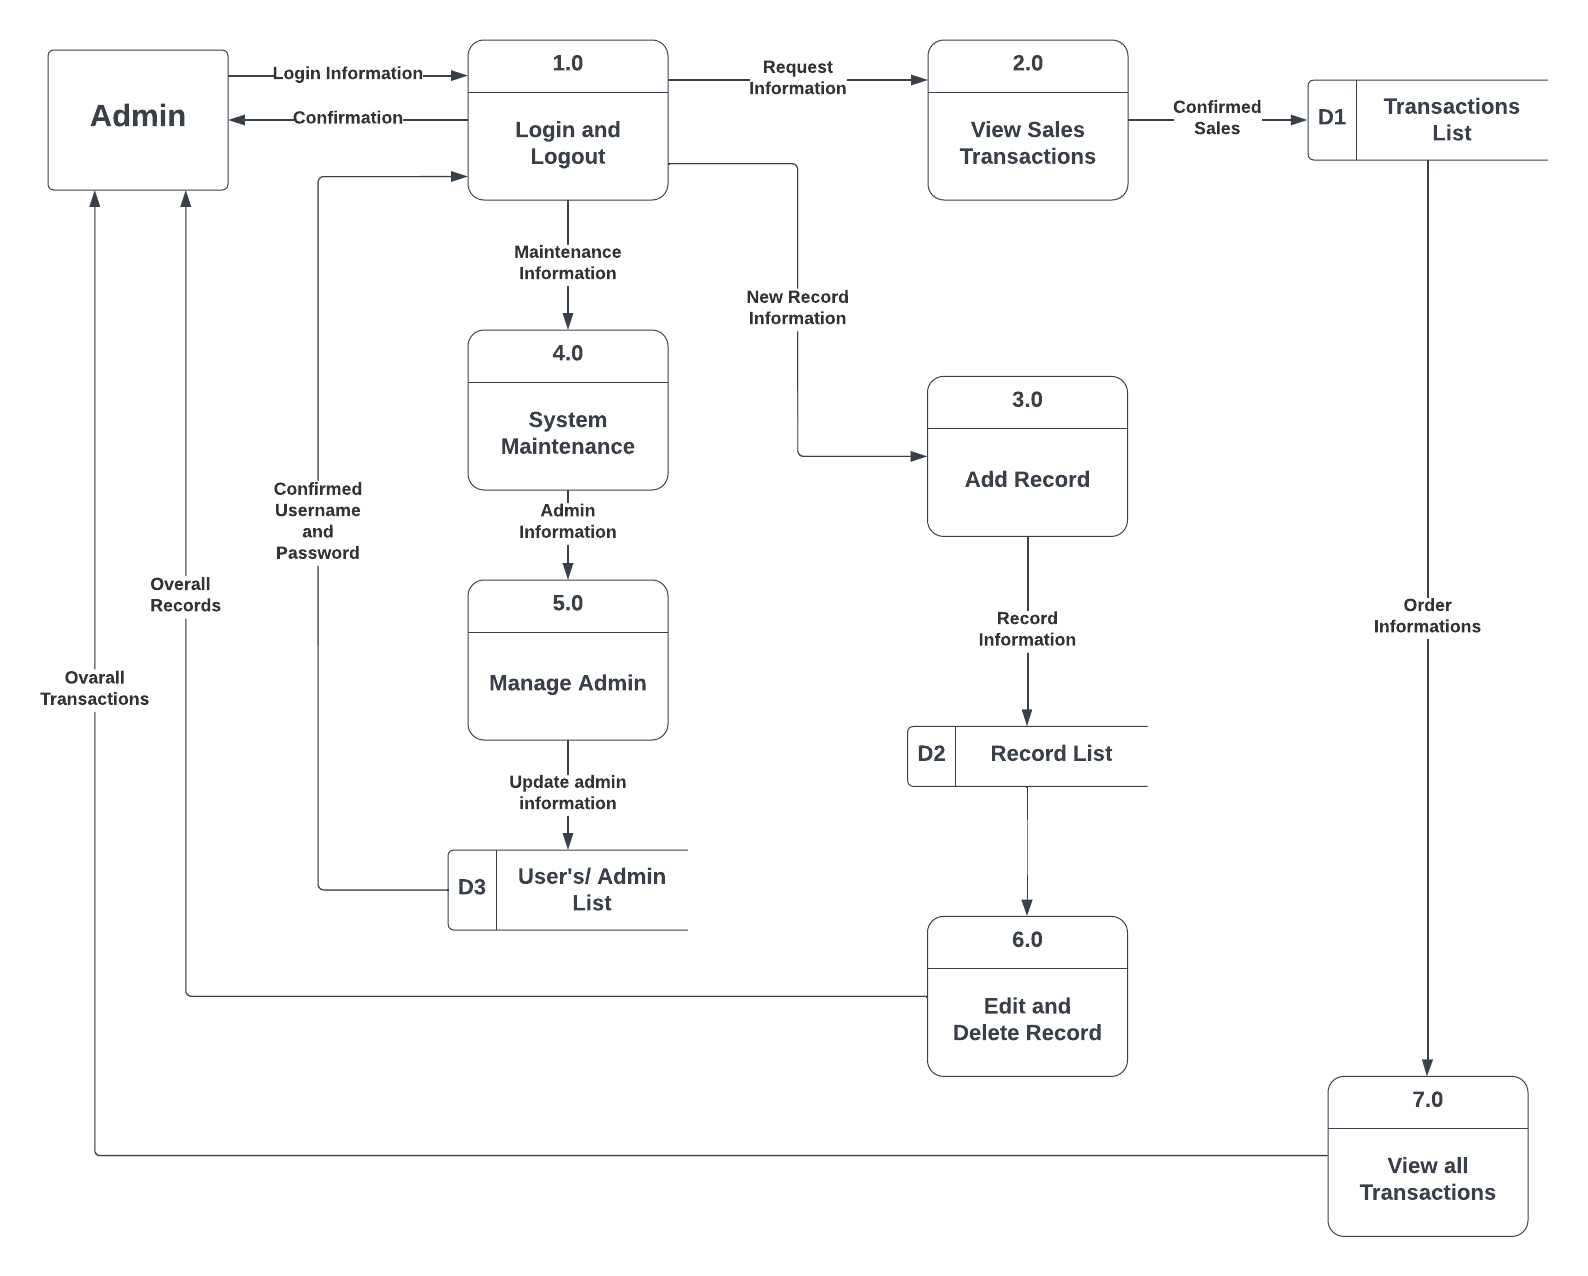 Admin
Login Information
Confirmation
1.0
Login and
Logout
Request
Information
2.0
View Sales
Transactions
Confirmed
Sales
D1
Transactions
List
Maintenance
Information
New Record
Information
4.0
System
Maintenance
3.0
Add Record
Confirmed
Username
and
Password
Admin
Information
Overall
Records
5.0
Manage Admin
Record
Information
Order
Informations
Ovarall
Transactions
Update admin
information
D2
Record List
D3
User's/ Admin
List
6.0
Edit and
Delete Record
7.0
View all
Transactions